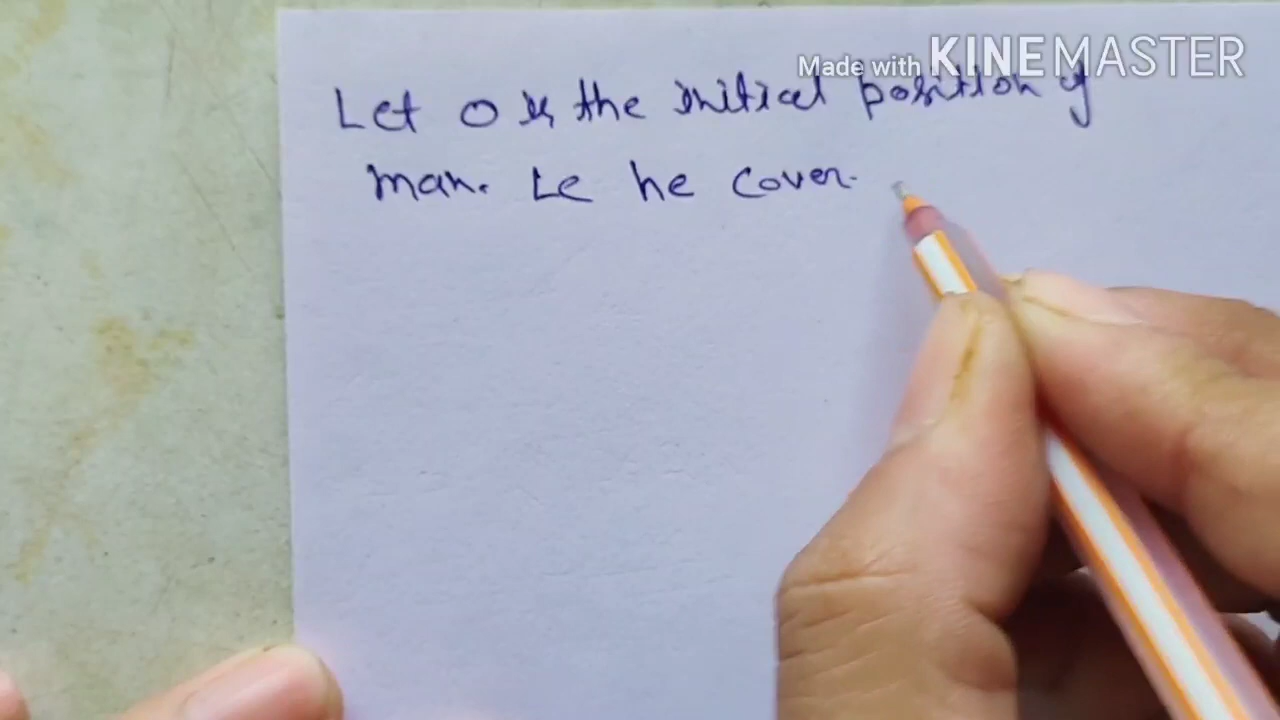 Made with KINEMASTER
Let O is the initial position of
man. Le he cover.